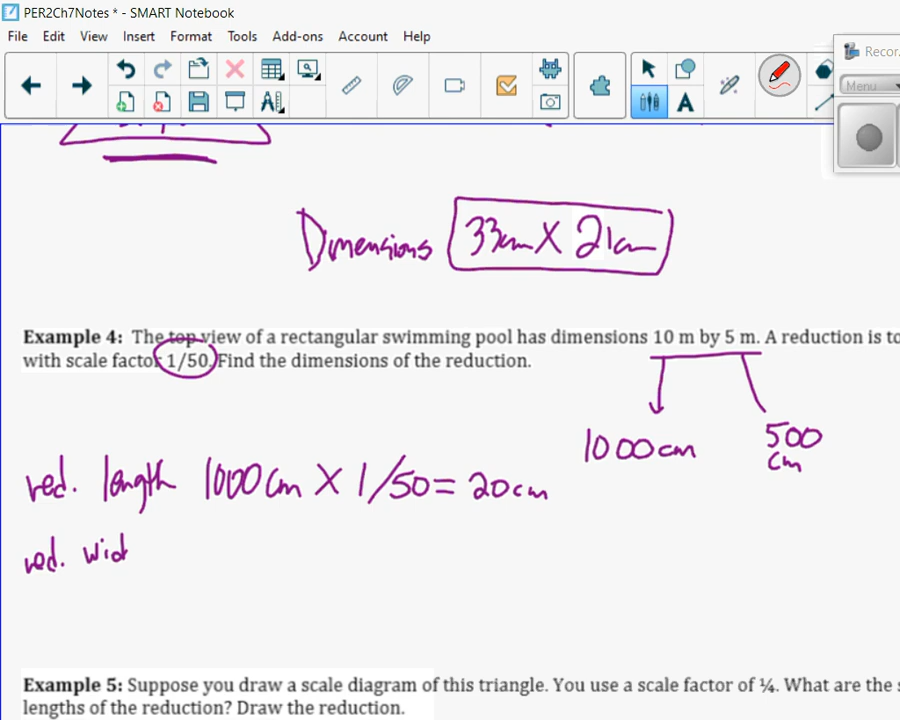 PER2Ch7Notes * - SMART Notebook
File Edit View Insert Format Tools Add-ons Account Help
Recor
Menu
Dimensions 33cm X 21cm
Example 4: The top view of a rectangular swimming pool has dimensions 10 m by 5 m. A reduction is to
with scale factor 1/50. Find the dimensions of the reduction.
1000cm 500 cm
red. length 1000cm X 1/50 = 20cm
red. wid
Example 5: Suppose you draw a scale diagram of this triangle. You use a scale factor of ¼. What are the s
lengths of the reduction? Draw the reduction.